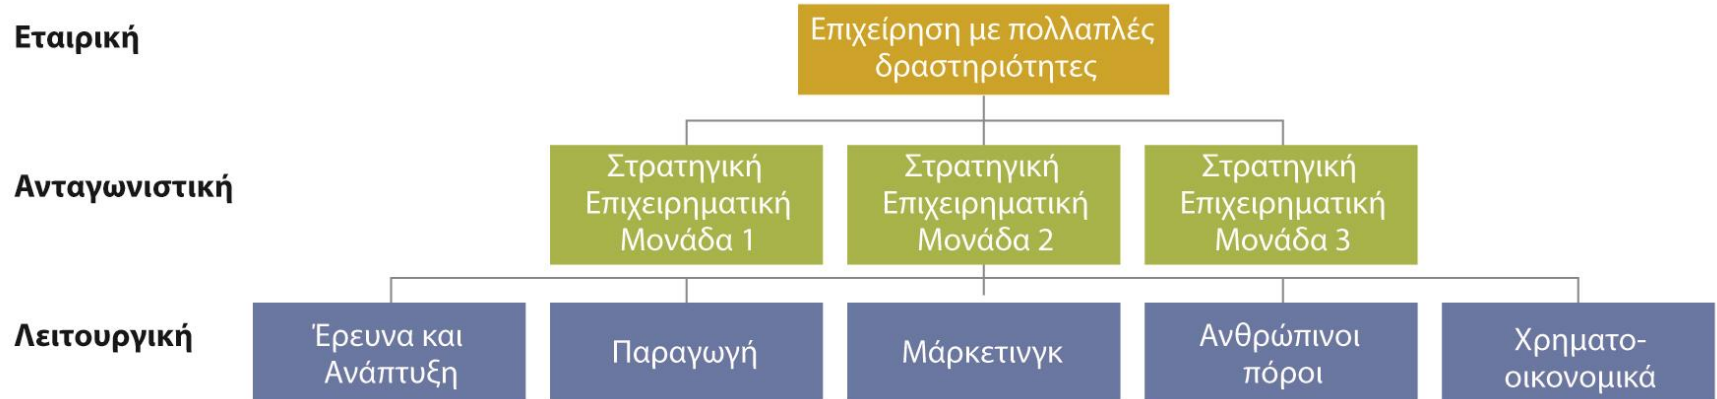 Εταιρική
Επιχείρηση με πολλαπλές
δραστηριότητες
Ανταγωνιστική
Στρατηγική
Επιχειρηματική
Μονάδα 1
Στρατηγική
Επιχειρηματική
Μονάδα 2
Στρατηγική
Επιχειρηματική
Μονάδα 3
Λειτουργική
Έρευνα και
Ανάπτυξη
Παραγωγή
Μάρκετινγκ
Ανθρώπινοι
πόροι
Χρηματο-
οικονομικά